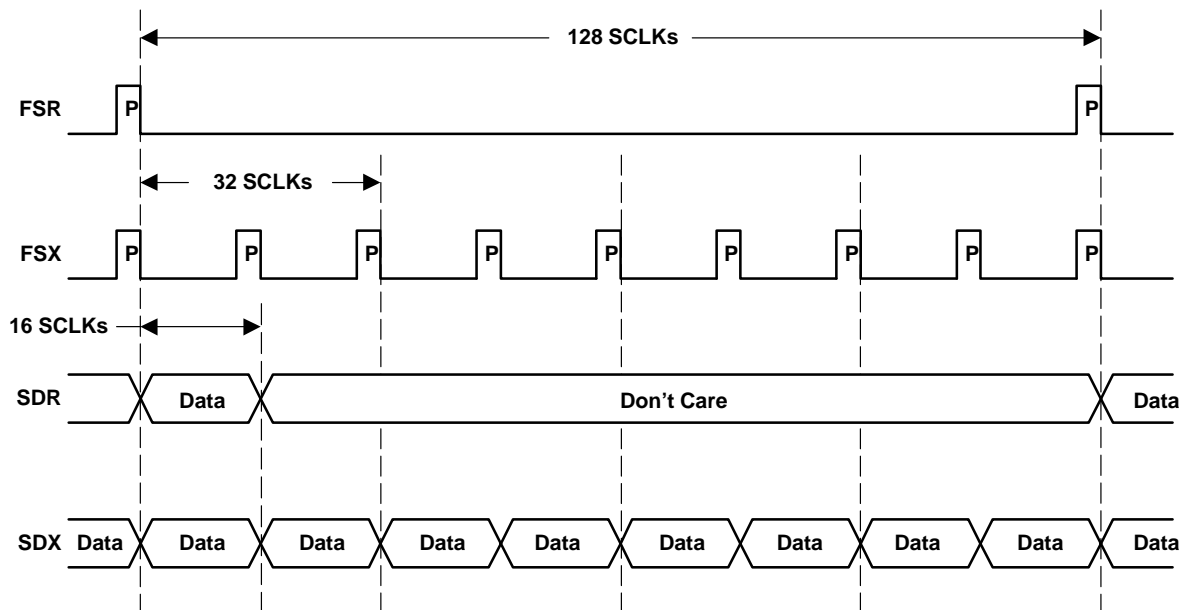 128 SCLKs
FSR P P
32 SCLKs
FSX P P P P P P P P P
16 SCLKs
SDR Data Don't Care Data
SDX Data Data Data Data Data Data Data Data Data Data